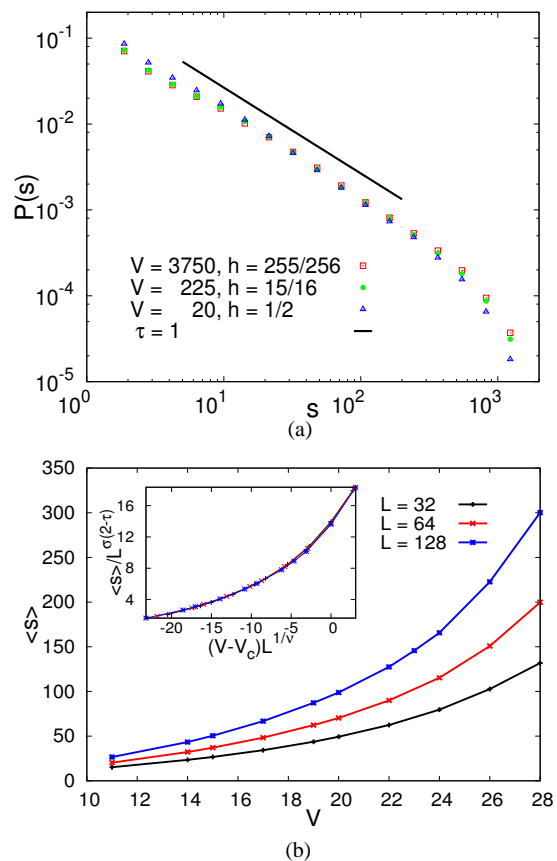 10^-1
10^-2
10^-3
10^-4
10^-5
P(s)
V = 3750, h = 255/256
V = 225, h = 15/16
V = 20, h = 1/2
τ = 1
10^0 10^1 10^2 10^3
s
(a)
350
300
250
200
150
100
50
0
<s>
16
12
8
4
<s>/L^σ(2-τ)
-20 -15 -10 -5 0
(V-V_c)L^1/ν
L = 32
L = 64
L = 128
10 12 14 16 18 20 22 24 26 28
V
(b)